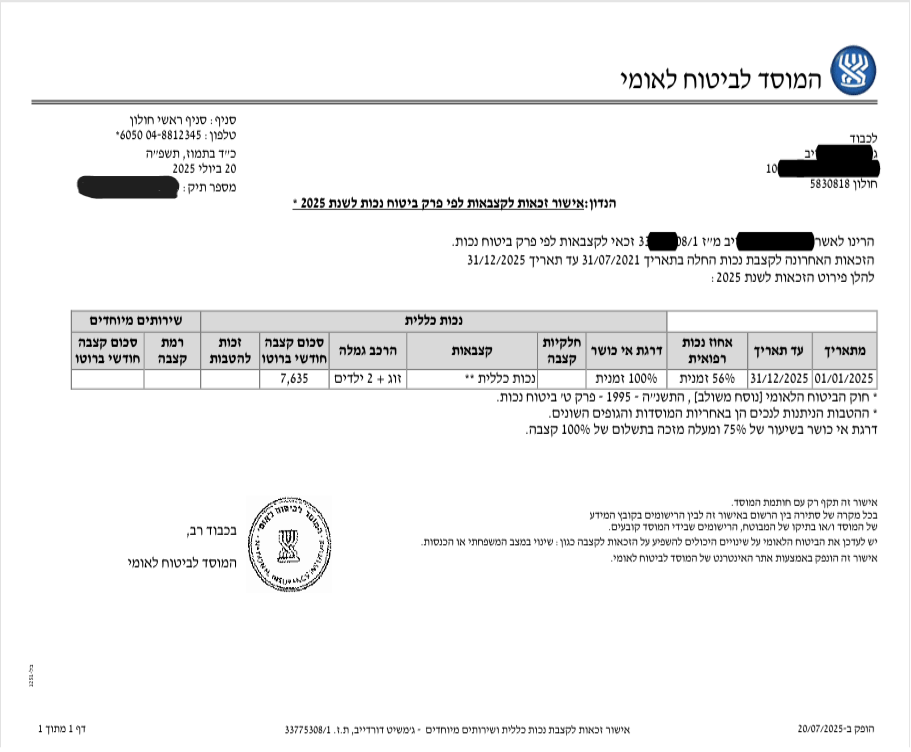 המוסד לביטוח לאומי
סניף: סניף ראשי חולון
טלפון: 04-8812345 6050*
כ"ד בתמוז, תשפ"ה
20 ביולי 2025
מספר תיק:
לכבוד
יב
10
חולון 5830818
הנדון: אישור זכאות לקצבאות לפי פרק ביטוח נכות לשנת 2025 *
הרינו לאשר יב מ"ז 33 08/1 זכאי לקצבאות לפי פרק ביטוח נכות.
הזכאות האחרונה לקצבת נכות החלה בתאריך 31/07/2021 עד תאריך 31/12/2025
להלן פירוט הזכאות לשנת 2025:
נכות כללית שירותים מיוחדים
מתאריך עד תאריך אחוז נכות רפואית דרגת אי כושר חלקיות קצבה קצבאות הרכב גמלה סכום קצבה חודשי ברוטו זכות להטבות רמת קצבה סכום קצבה חודשי ברוטו
01/01/2025 31/12/2025 56% זמנית 100% זמנית נכות כללית ** זוג + 2 ילדים 7,635
* חוק הביטוח הלאומי [נוסח משולב], התשנ"ה - 1995 - פרק ט' ביטוח נכות.
* ההטבות הניתנות לנכים הן באחריות המוסדות והגופים השונים.
דרגת אי כושר בשיעור של 75% ומעלה מזכה בתשלום של 100% קצבה.
אישור זה תקף רק עם חותמת המוסד.
בכל מקרה של סתירה בין הרשום באישור זה לבין הרישומים בקובץ המידע
של המוסד ו/או בתיקו של המבוטח, הרישומים שבידי המוסד קובעים.
יש לעדכן את הביטוח הלאומי על שינויים היכולים להשפיע על הזכאות לקצבה כגון: שינוי במצב המשפחתי או הכנסות.
אישור זה הונפק באמצעות אתר האינטרנט של המוסד לביטוח לאומי.
בכבוד רב,
המוסד לביטוח לאומי
המוסד לביטוח לאומי
הופק ב-20/07/2025
אישור זכאות לקצבת נכות כללית ושירותים מיוחדים - ג'משיט דורדייב, ת.ז. 33775308/1
דף 1 מתוך 1